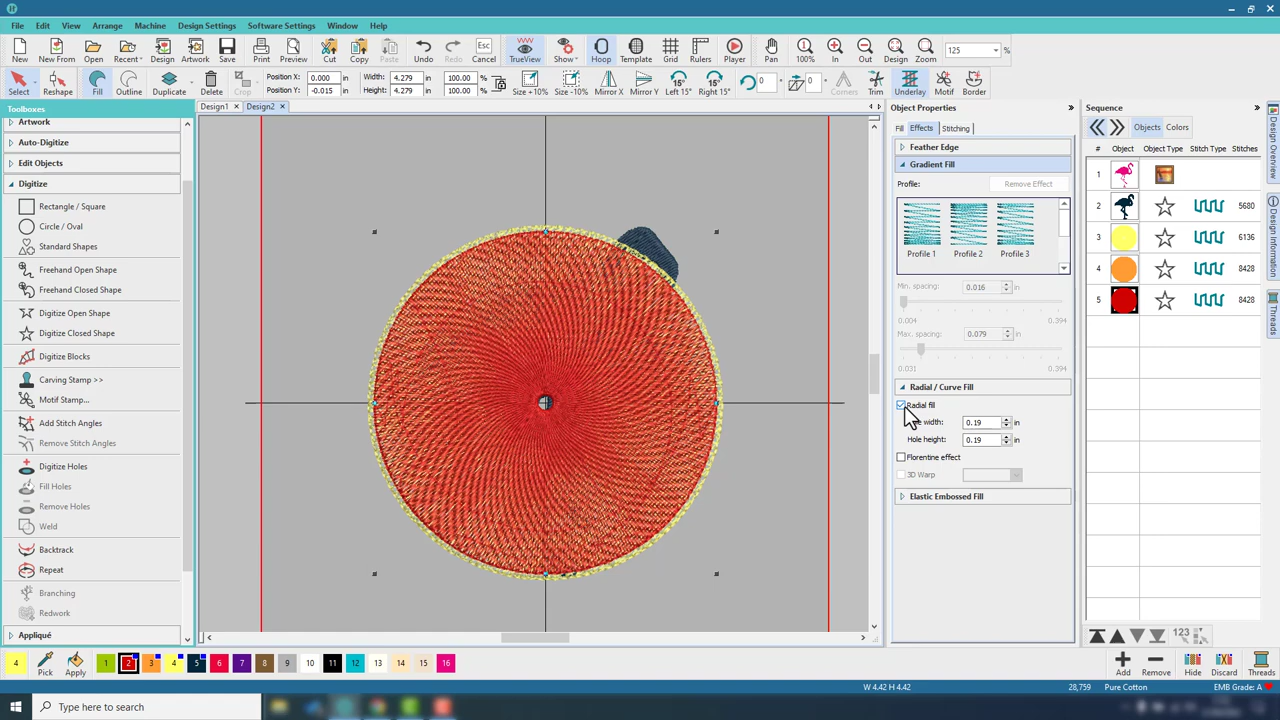 File Edit View Arrange Machine Design Settings Software Settings Window Help
New New From Open Recent Design Artwork Save Print Preview Cut Copy Paste Undo Esc Cancel TrueView Show Hoop Template Grid Rulers Player Pan 100% In Out Design Zoom 125 %
Select Reshape Fill Outline Duplicate Delete Crop Position X: 0.000 in Width: 4.279 in 100.00 % Size +10% Size -10% Mirror X Mirror Y Left 15° Right 15° 0 0 Corners Trim Underlay Motif Border
Position Y: -0.015 in Height: 4.279 in 100.00 %
Toolboxes
Artwork
Auto-Digitize
Edit Objects
Digitize
Rectangle / Square
Circle / Oval
Standard Shapes
Freehand Open Shape
Freehand Closed Shape
Digitize Open Shape
Digitize Closed Shape
Digitize Blocks
Carving Stamp >>
Motif Stamp...
Add Stitch Angles
Remove Stitch Angles
Digitize Holes
Fill Holes
Remove Holes
Weld
Backtrack
Repeat
Branching
Redwork
Appliqué
Design1 × Design2 ×
Object Properties
Fill Effects Stitching
Feather Edge
Gradient Fill
Profile: Remove Effect
Profile 1 Profile 2 Profile 3
Min. spacing: 0.016 in
0.004 0.394
Max. spacing: 0.079 in
0.031 0.394
Radial / Curve Fill
Radial fill
width: 0.19 in
Hole height: 0.19 in
Florentine effect
3D Warp
Elastic Embossed Fill
Sequence
Objects Colors
# Object Object Type Stitch Type Stitches
1
2 5680
3 6136
4 8428
5 8428
123
Design Overview
Design Information
Threads
4 Pick Apply 1 2 3 4 5 6 7 8 9 10 11 12 13 14 15 16
Add Remove Hide Discard Threads
W 4.42 H 4.42 28,759 Pure Cotton EMB Grade: A
Type here to search